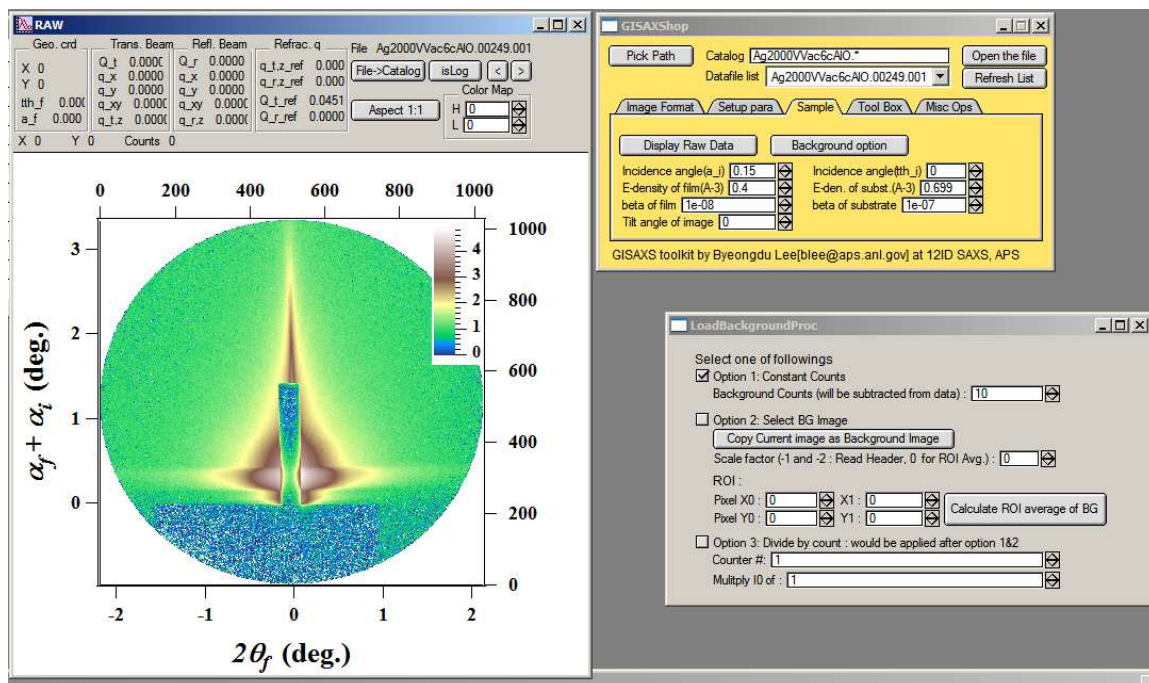 RAW
Geo. crd
Trans. Beam
Refl. Beam
Refrac. q
File Ag2000VVac6cAlO.00249.001
X 0
Y 0
tth_f 0.00(
a_f 0.000
Q_t 0.000(
q_x 0.0000
q_y 0.0000
q_xy 0.000(
q_t,z 0.000(
Q_r 0.0000
q_x 0.0000
q_y 0.0000
q_xy 0.0000
q_r,z 0.0000
q_t,z_ref 0.000
q_r,z_ref 0.000
Q_t_ref 0.0451
Q_r_ref 0.0000
File->Catalog isLog < >
Aspect 1:1
Color Map
H 0
L 0
X 0 Y 0 Counts 0
0 200 400 600 800 1020
3
2
1
0
1000
800
600
400
200
0
4
3
2
1
0
αf + αi (deg.)
-2 -1 0 1 2
2θf (deg.)
GISAXShop
Pick Path Catalog Ag2000VVac6cAlO.* Open the file
Datafile list Ag2000VVac6cAlO.00249.001 Refresh List
Image Format Setup para Sample Tool Box Misc Ops
Display Raw Data Background option
Incidence angle(a_i) 0.15 Incidence angle(tth_i) 0
E-density of film(A-3) 0.4 E-den. of subst.(A-3) 0.699
beta of film 1e-08 beta of substrate 1e-07
Tilt angle of image 0
GISAXS toolkit by Byeongdu Lee[blee@aps.anl.gov] at 12ID SAXS, APS
LoadBackgroundProc
Select one of followings
Option 1: Constant Counts
Background Counts (will be subtracted from data) : 10
Option 2: Select BG Image
Copy Current image as Background Image
Scale factor (-1 and -2 : Read Header, 0 for ROI Avg.) : 0
ROI :
Pixel X0 : 0 X1 : 0
Pixel Y0 : 0 Y1 : 0
Calculate ROI average of BG
Option 3: Divide by count : would be applied after option 1&2
Counter #: 1
Mulitply I0 of : 1